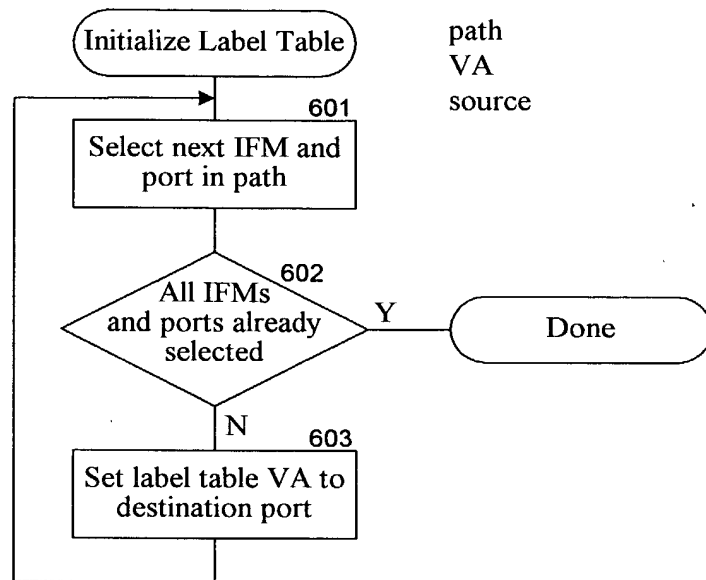 Initialize Label Table
path
VA
source
601
Select next IFM and
port in path
602
All IFMs
and ports already
selected
Y
Done
N
603
Set label table VA to
destination port